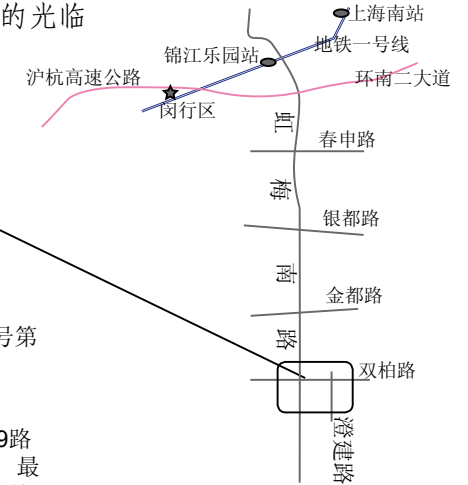 的光临
上海南站
地铁一号线
锦江乐园站
沪杭高速公路
环南二大道
闵行区
虹梅南路
春申路
银都路
金都路
号第
双柏路
9路
澄建路
最